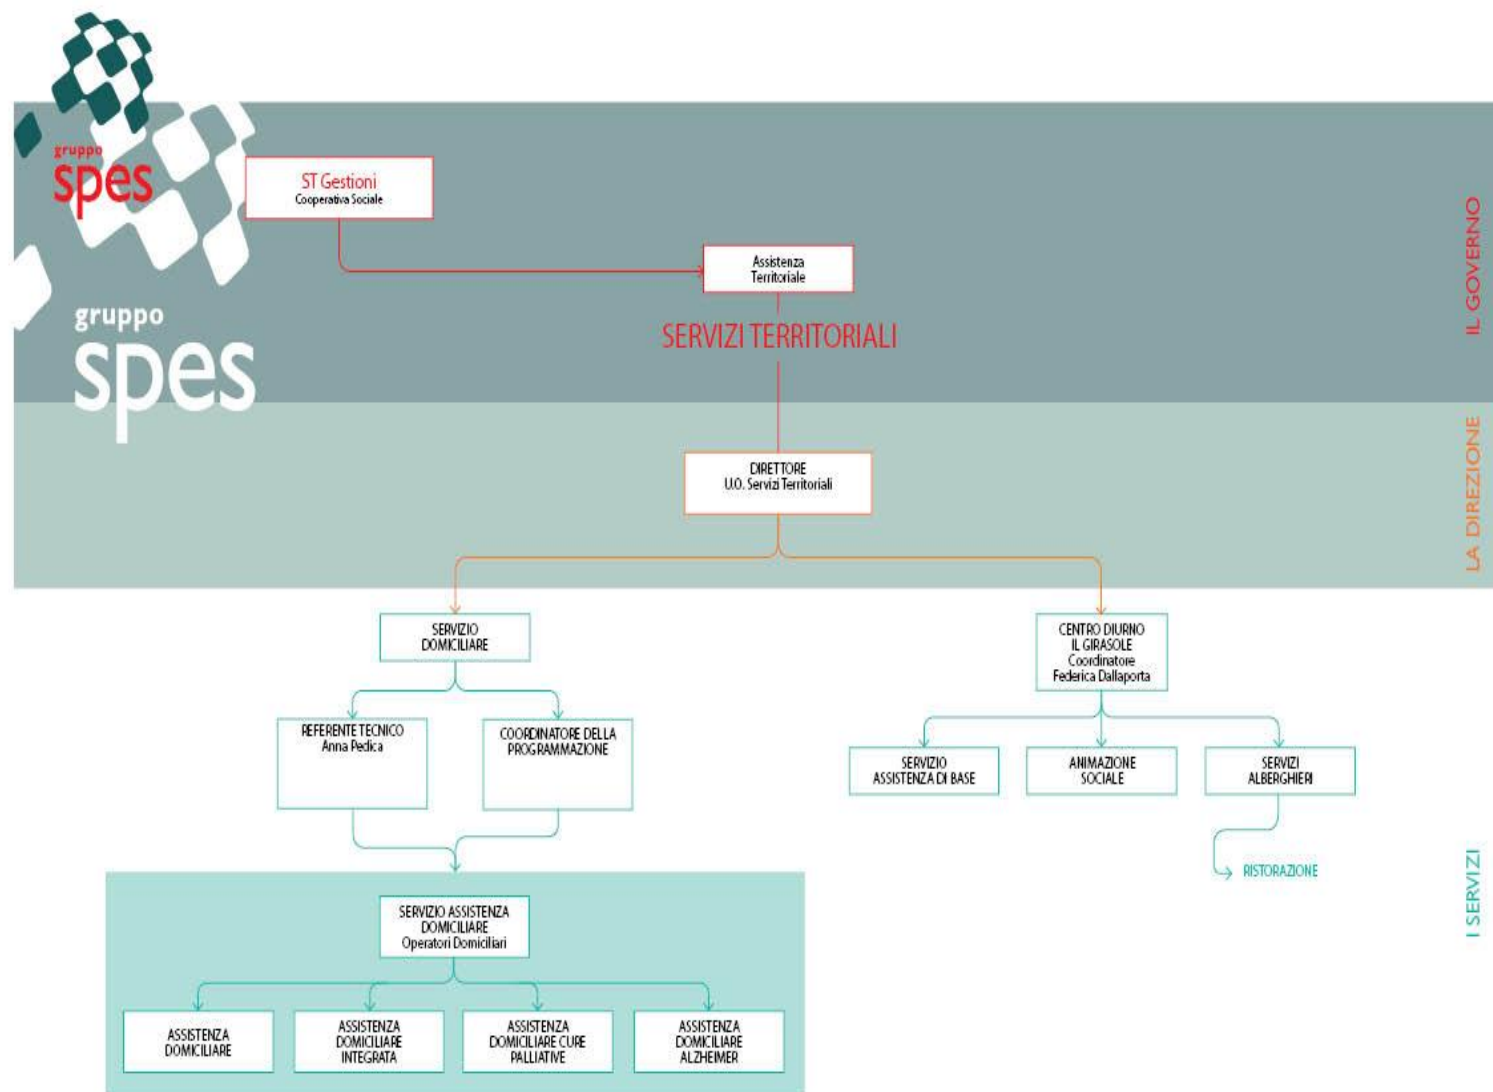 gruppo
spes
ST Gestioni
Cooperativa Sociale
Assistenza
Territoriale
SERVIZI TERRITORIALI
IL GOVERNO
gruppo
spes
DIRETTORE
U.O. Servizi Territoriali
LA DIREZIONE
SERVIZIO
DOMICILIARE
CENTRO DIURNO
IL GIRASOLE
Coordinatore
Federica Dallaporta
REFERENTE TECNICO
Anna Pedica
COORDINATORE DELLA
PROGRAMMAZIONE
SERVIZIO
ASSISTENZA DI BASE
ANIMAZIONE
SOCIALE
SERVIZI
ALBERGHIERI
RISTORAZIONE
I SERVIZI
SERVIZIO ASSISTENZA
DOMICILIARE
Operatori Domiciliari
ASSISTENZA
DOMICILIARE
ASSISTENZA
DOMICILIARE
INTEGRATA
ASSISTENZA
DOMICILIARE CURE
PALLIATIVE
ASSISTENZA
DOMICILIARE
ALZHEIMER